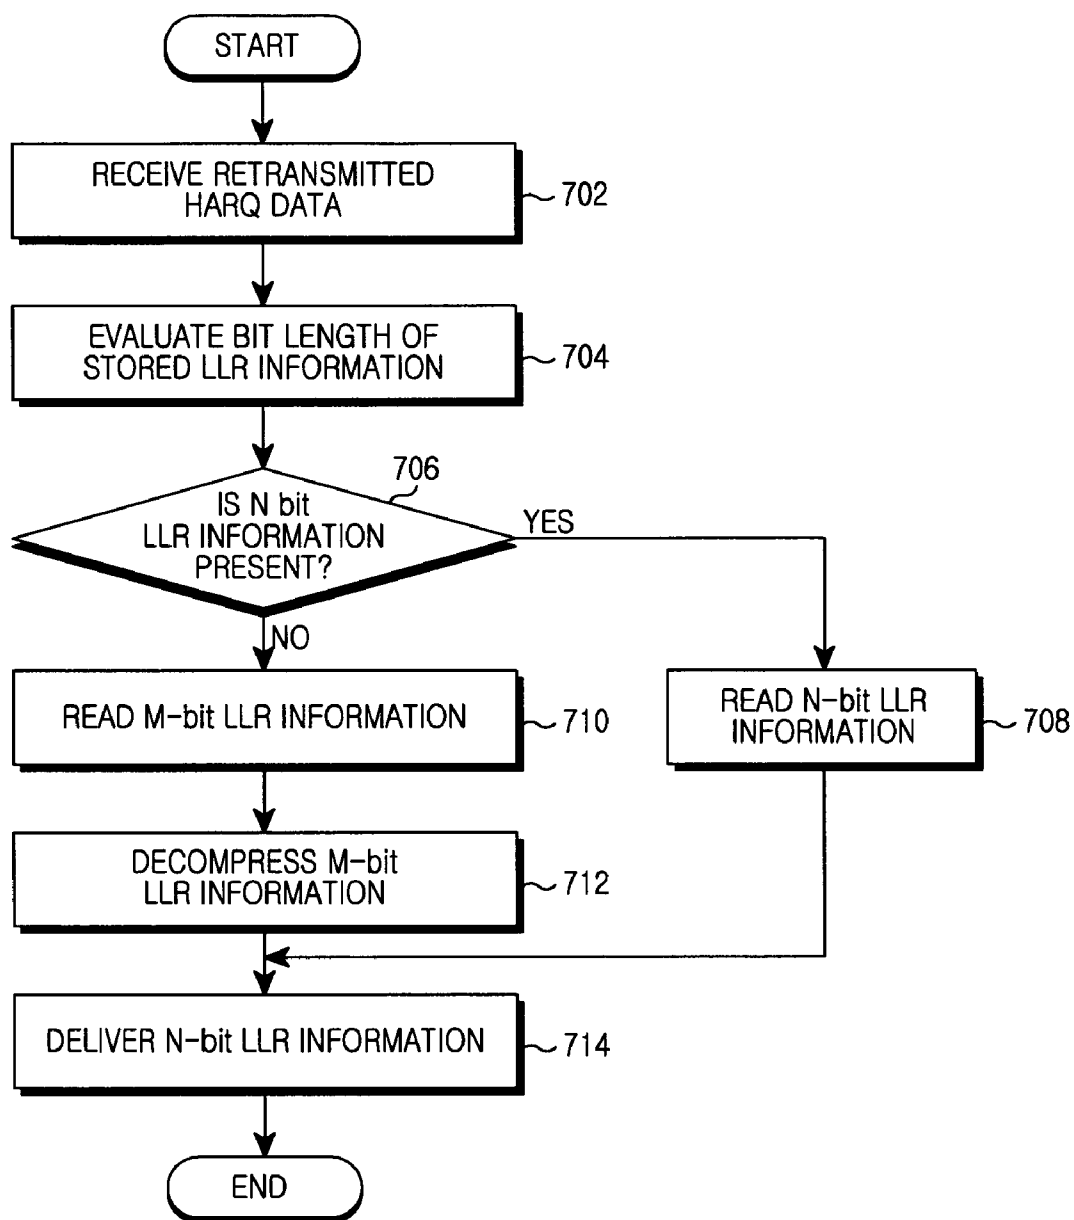 START
RECEIVE RETRANSMITTED
HARQ DATA
702
EVALUATE BIT LENGTH OF
STORED LLR INFORMATION
704
706
IS N bit
LLR INFORMATION
PRESENT?
YES
NO
READ M-bit LLR INFORMATION
710
READ N-bit LLR
INFORMATION
708
DECOMPRESS M-bit
LLR INFORMATION
712
DELIVER N-bit LLR INFORMATION
714
END